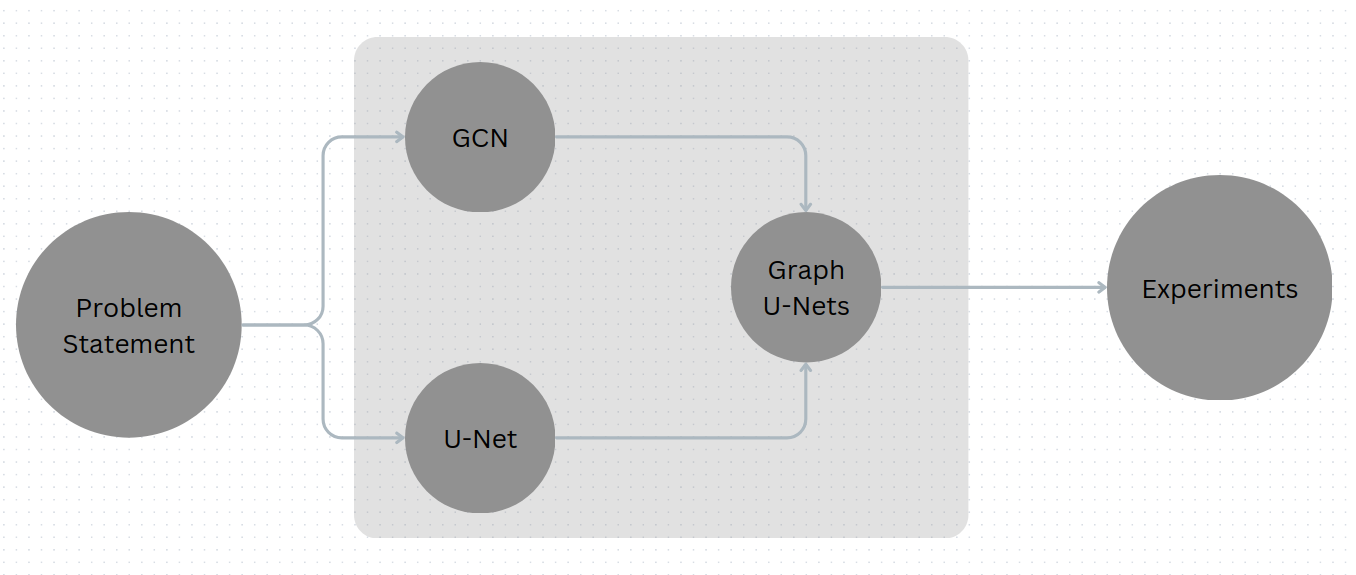 Problem
Statement
GCN
U-Net
Graph
U-Nets
Experiments